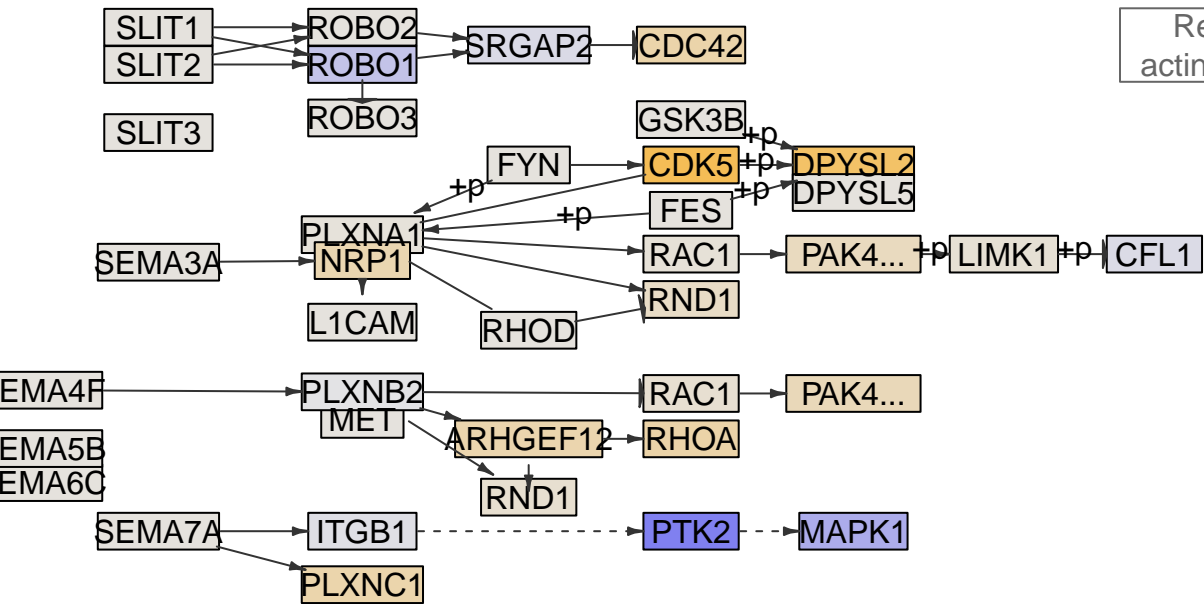 SLIT1
ROBO2
SRGAP2
CDC42
Re
actin
SLIT2
ROBO1
SLIT3
ROBO3
GSK3B
+p
FYN
CDK5
+p
DPYSL2
+p
+p
DPYSL5
FES
+p
PLXNA1
SEMA3A
NRP1
RAC1
PAK4...
+p
LIMK1
+p
CFL1
RND1
L1CAM
RHOD
EMA4F
PLXNB2
RAC1
PAK4...
MET
ARHGEF12
RHOA
EMA5B
EMA6C
RND1
SEMA7A
ITGB1
PTK2
MAPK1
PLXNC1